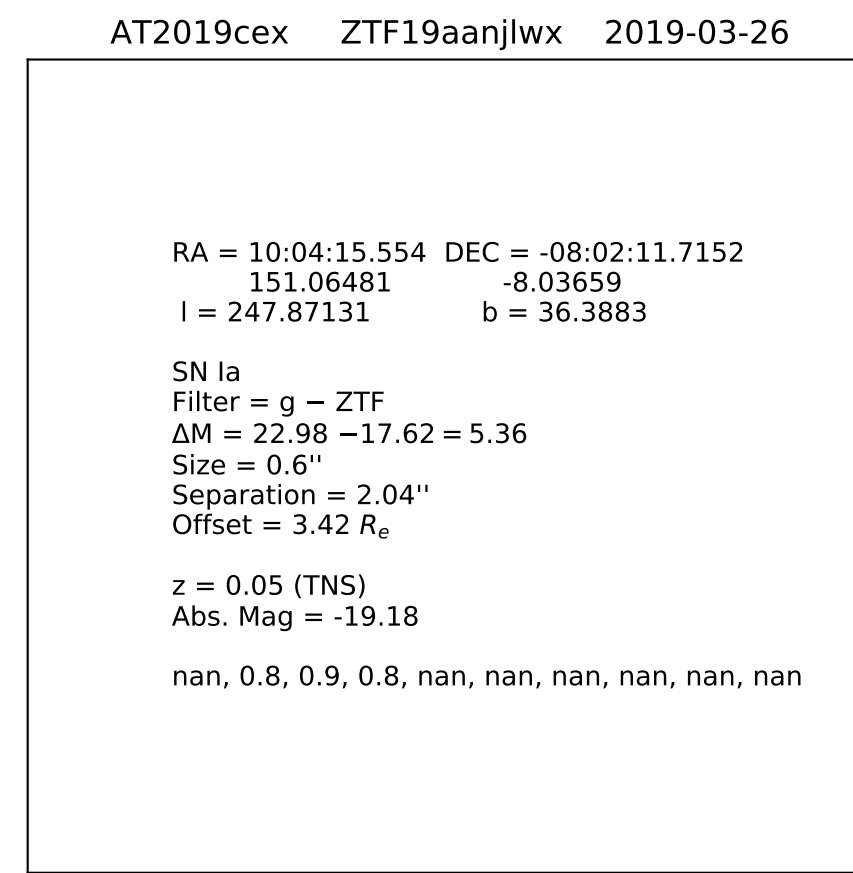 AT2019cex ZTF19aanjlwx 2019-03-26
RA = 10:04:15.554 DEC = -08:02:11.7152
151.06481 -8.03659
l = 247.87131 b = 36.3883
SN Ia
Filter = g − ZTF
ΔM = 22.98 −17.62 = 5.36
Size = 0.6''
Separation = 2.04''
Offset = 3.42 Re
z = 0.05 (TNS)
Abs. Mag = -19.18
nan, 0.8, 0.9, 0.8, nan, nan, nan, nan, nan, nan